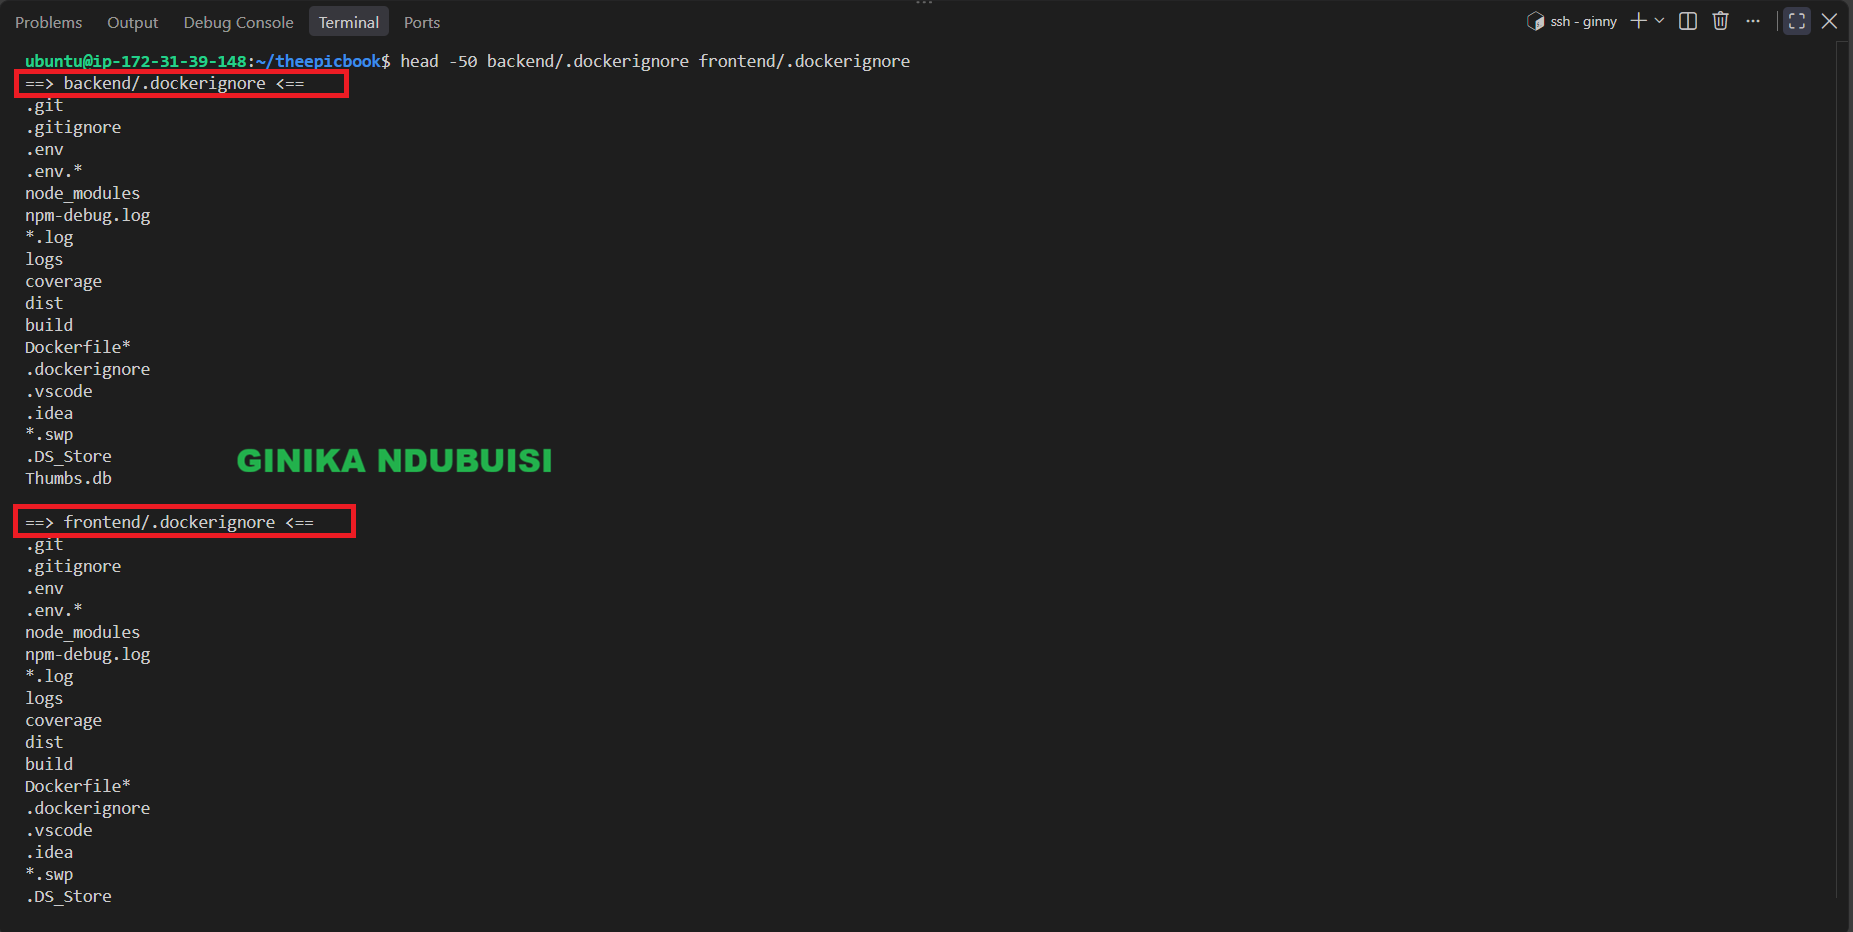 Problems Output Debug Console Terminal Ports ssh - ginny
ubuntu@ip-172-31-39-148:~/theepicbook$ head -50 backend/.dockerignore frontend/.dockerignore
==> backend/.dockerignore <==
.git
.gitignore
.env
.env.*
node_modules
npm-debug.log
*.log
logs
coverage
dist
build
Dockerfile*
.dockerignore
.vscode
.idea
*.swp
.DS_Store
GINIKA NDUBUISI
Thumbs.db
==> frontend/.dockerignore <==
.git
.gitignore
.env
.env.*
node_modules
npm-debug.log
*.log
logs
coverage
dist
build
Dockerfile*
.dockerignore
.vscode
.idea
*.swp
.DS_Store